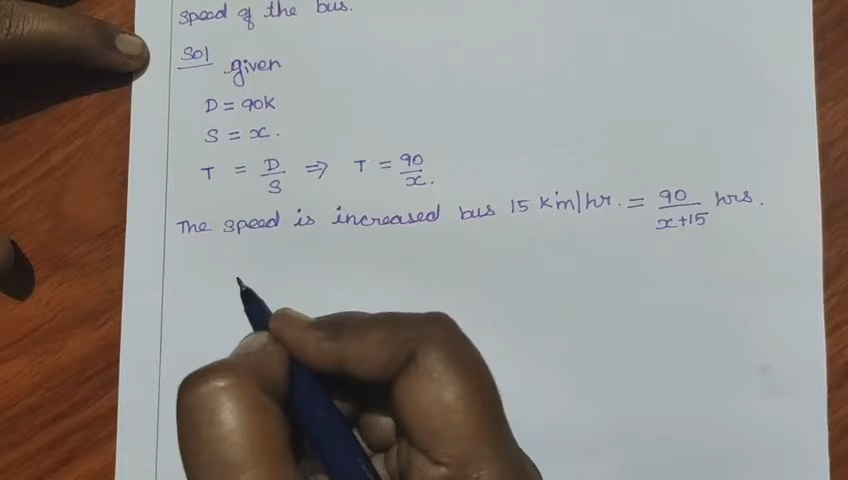 speed of the bus.
Sol
given
D = 90K
S = x.
T = D/S ⇒ T = 90/x.
The speed is increased bus 15 km/hr. = 90/x+15 hrs.